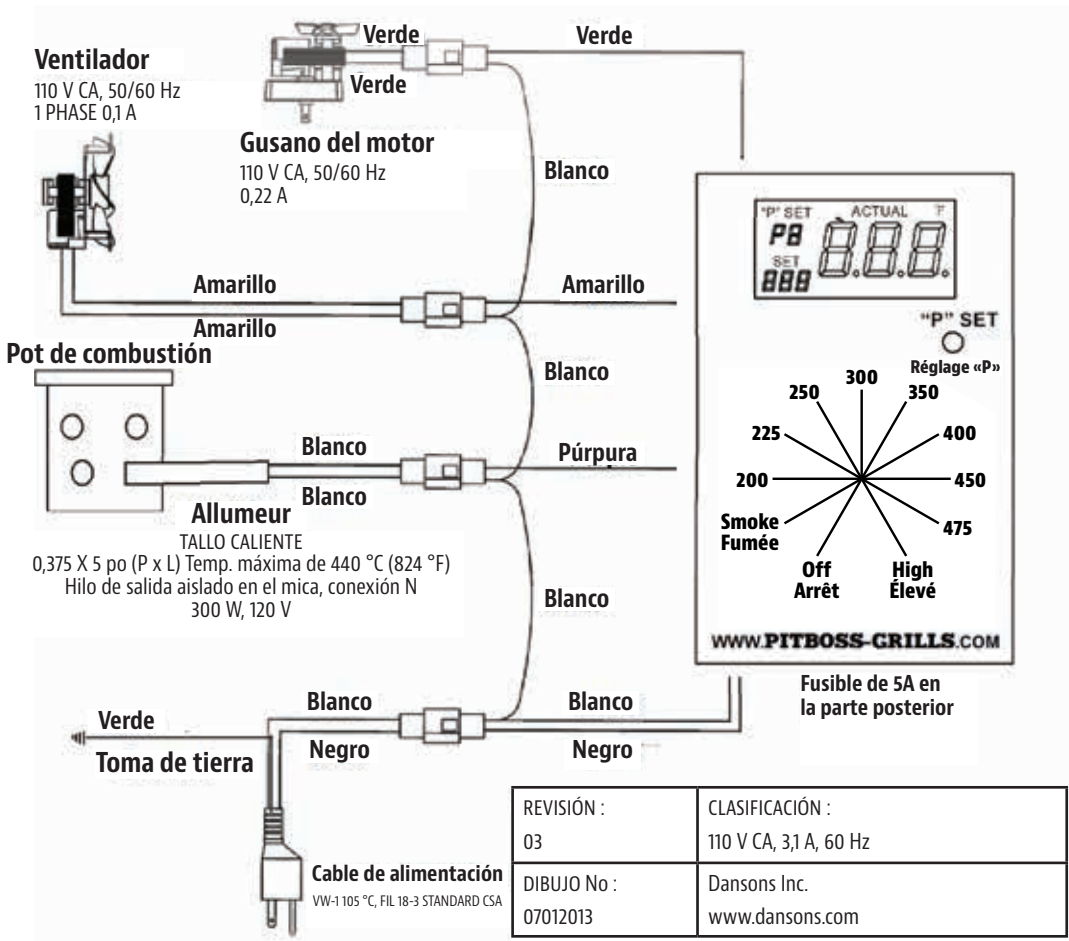 Ventilador
110 V CA, 50/60 Hz
1 PHASE 0,1 A
Verde
Verde
Verde
Gusano del motor
110 V CA, 50/60 Hz
0,22 A
Blanco
Amarillo
Amarillo
Amarillo
Pot de combustión
Blanco
Blanco
Blanco
Púrpura
Allumeur
TALLO CALIENTE
0,375 X 5 po (P x L) Temp. máxima de 440 °C (824 °F)
Hilo de salida aislado en el mica, conexión N
300 W, 120 V
Blanco
"P" SET
ACTUAL
°F
P8
888.
SET
888
"P" SET
Réglage «P»
300
250
350
225
400
200
450
Smoke
Fumée
475
Off
Arrêt
High
Élevé
WWW.PITBOSS-GRILLS.COM
Fusible de 5A en
la parte posterior
Blanco
Blanco
Verde
Negro
Negro
Toma de tierra
Cable de alimentación
VW-1 105 °C, FIL 18-3 STANDARD CSA
REVISIÓN :
03
CLASIFICACIÓN :
110 V CA, 3,1 A, 60 Hz
DIBUJO No :
07012013
Dansons Inc.
www.dansons.com